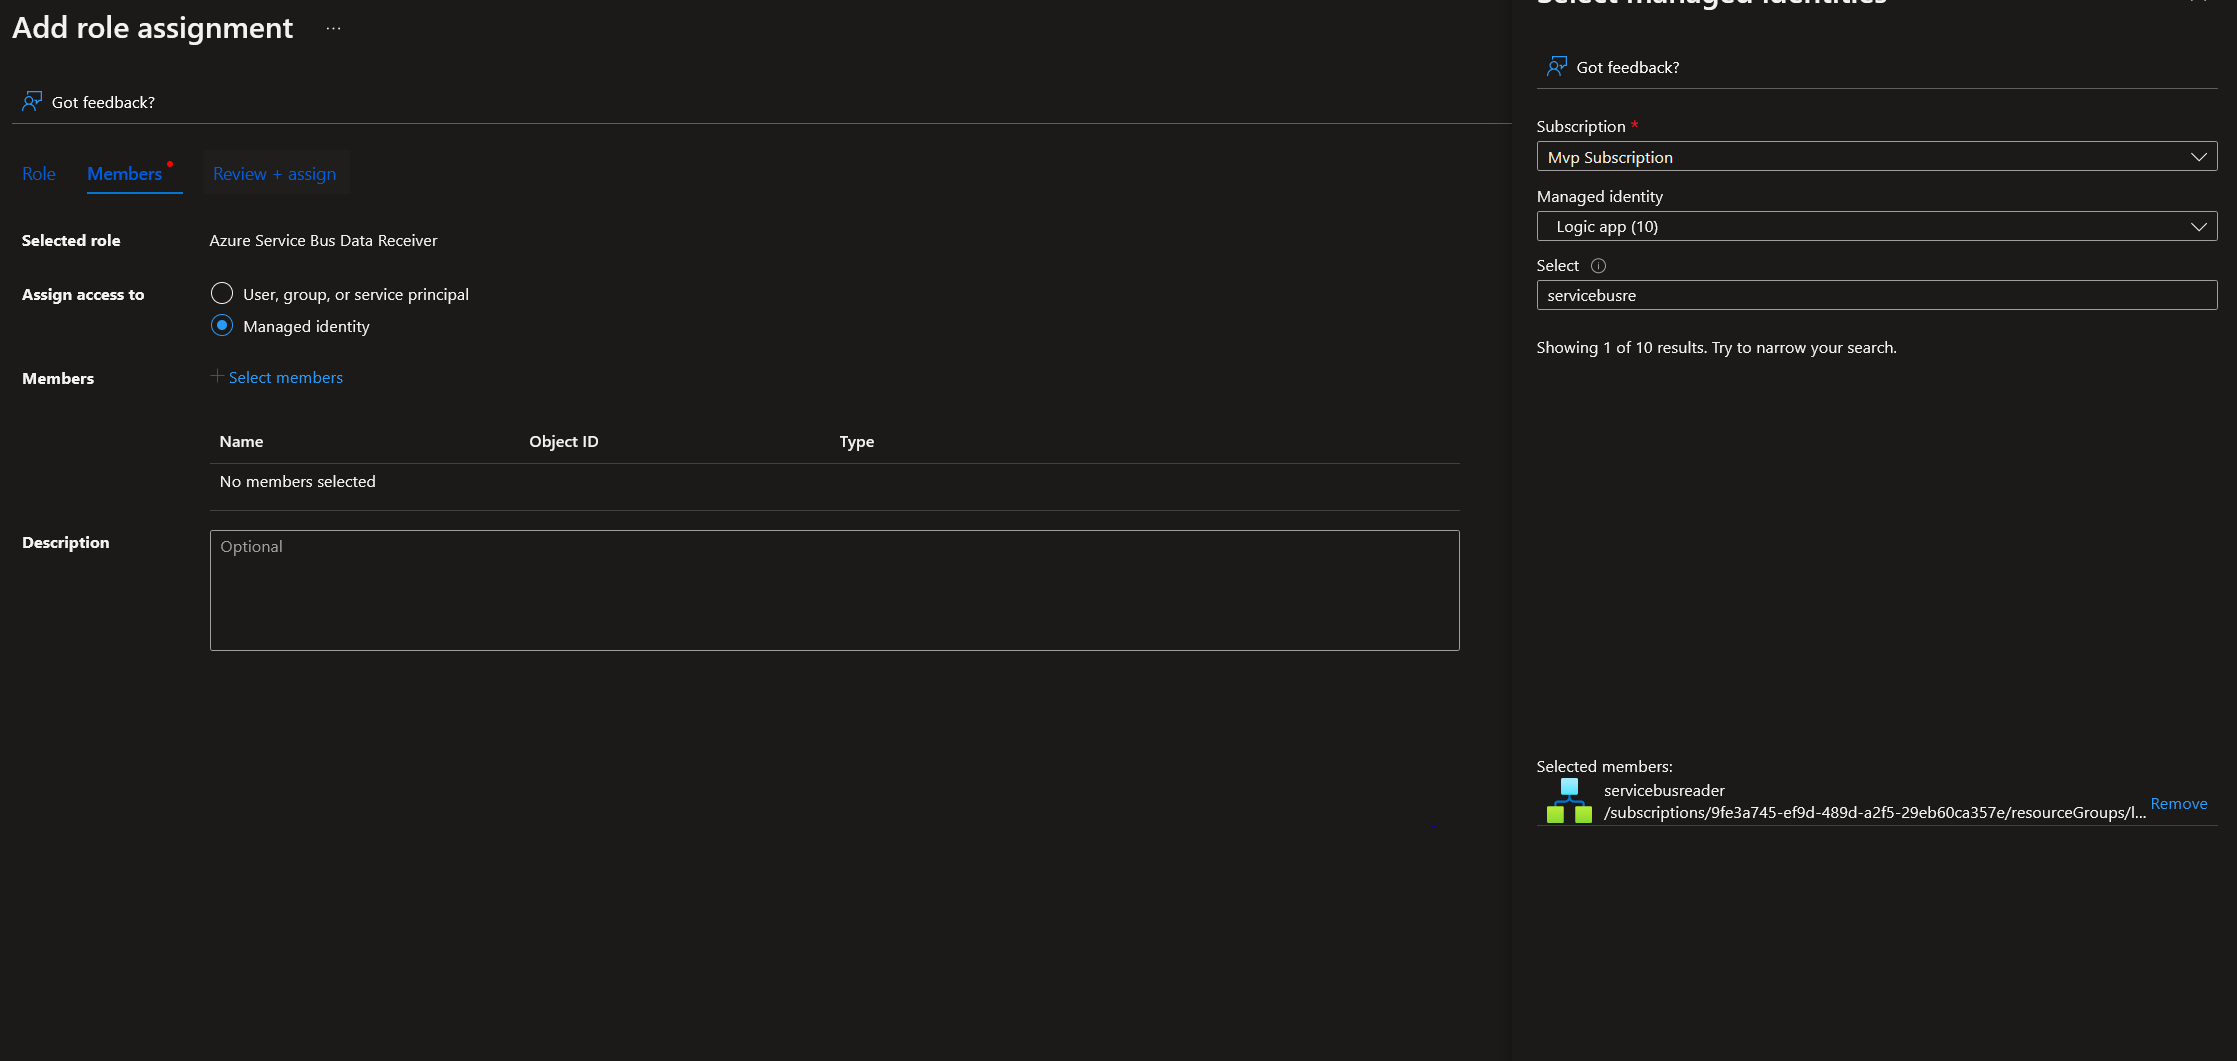 Add role assignment ...
Got feedback?
Role
Members
Review + assign
Selected role
Azure Service Bus Data Receiver
Assign access to
User, group, or service principal
Managed identity
Members
+ Select members
Name Object ID Type
No members selected
Description
Optional
Select managed identities
Got feedback?
Subscription *
Mvp Subscription
Managed identity
Logic app (10)
Select
servicebusre
Showing 1 of 10 results. Try to narrow your search.
Selected members:
servicebusreader
/subscriptions/9fe3a745-ef9d-489d-a2f5-29eb60ca357e/resourceGroups/l...
Remove